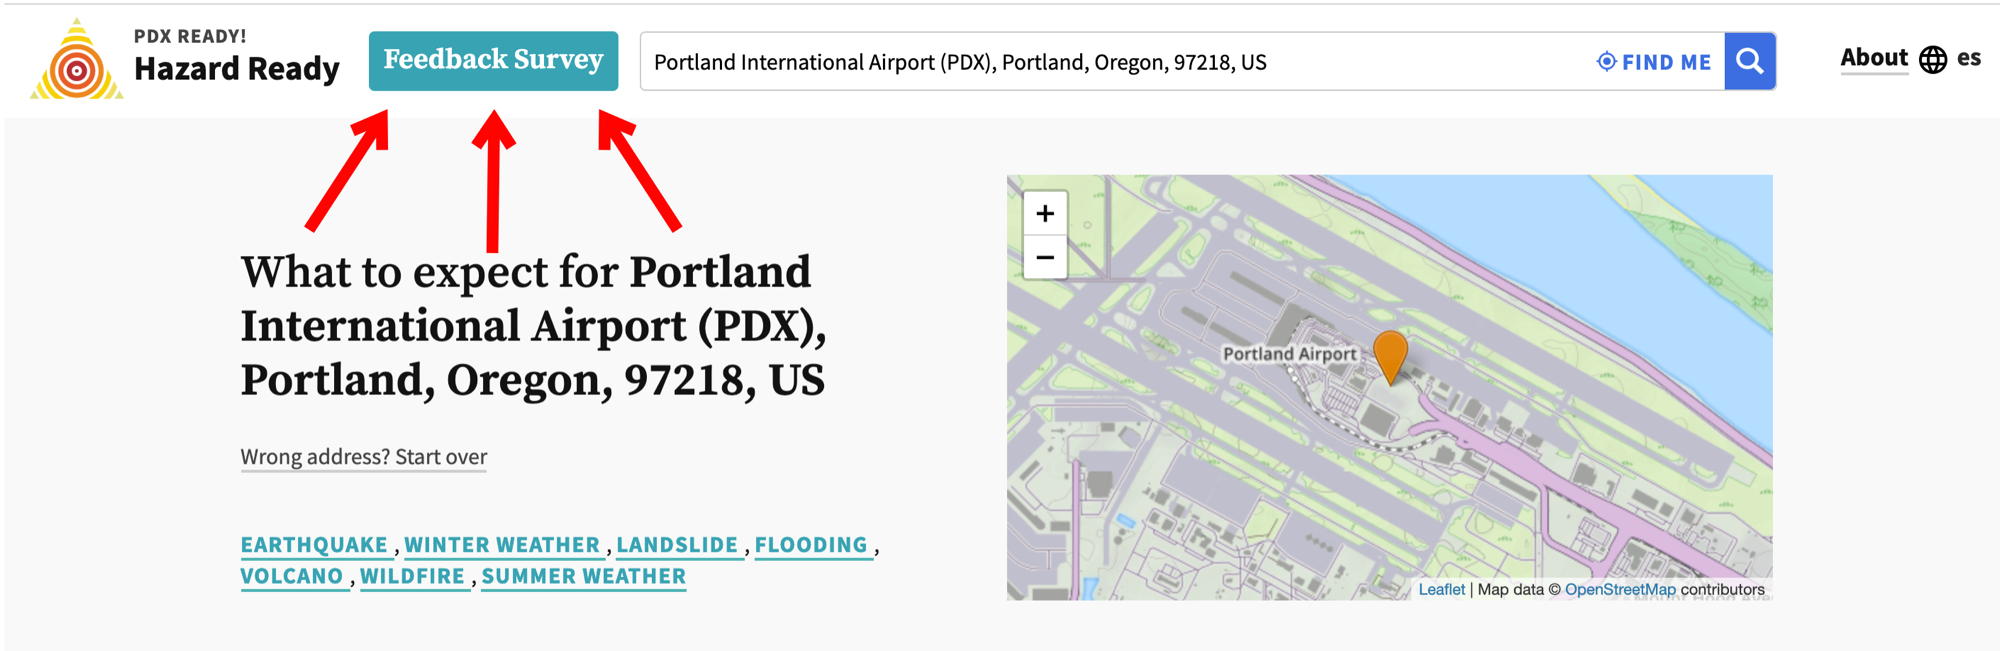 PDX READY!
Hazard Ready
Feedback Survey
Portland International Airport (PDX), Portland, Oregon, 97218, US
FIND ME
About
es
What to expect for Portland
International Airport (PDX),
Portland, Oregon, 97218, US
Wrong address? Start over
EARTHQUAKE , WINTER WEATHER , LANDSLIDE , FLOODING ,
VOLCANO , WILDFIRE , SUMMER WEATHER
+
−
Portland Airport
Leaflet | Map data © OpenStreetMap contributors